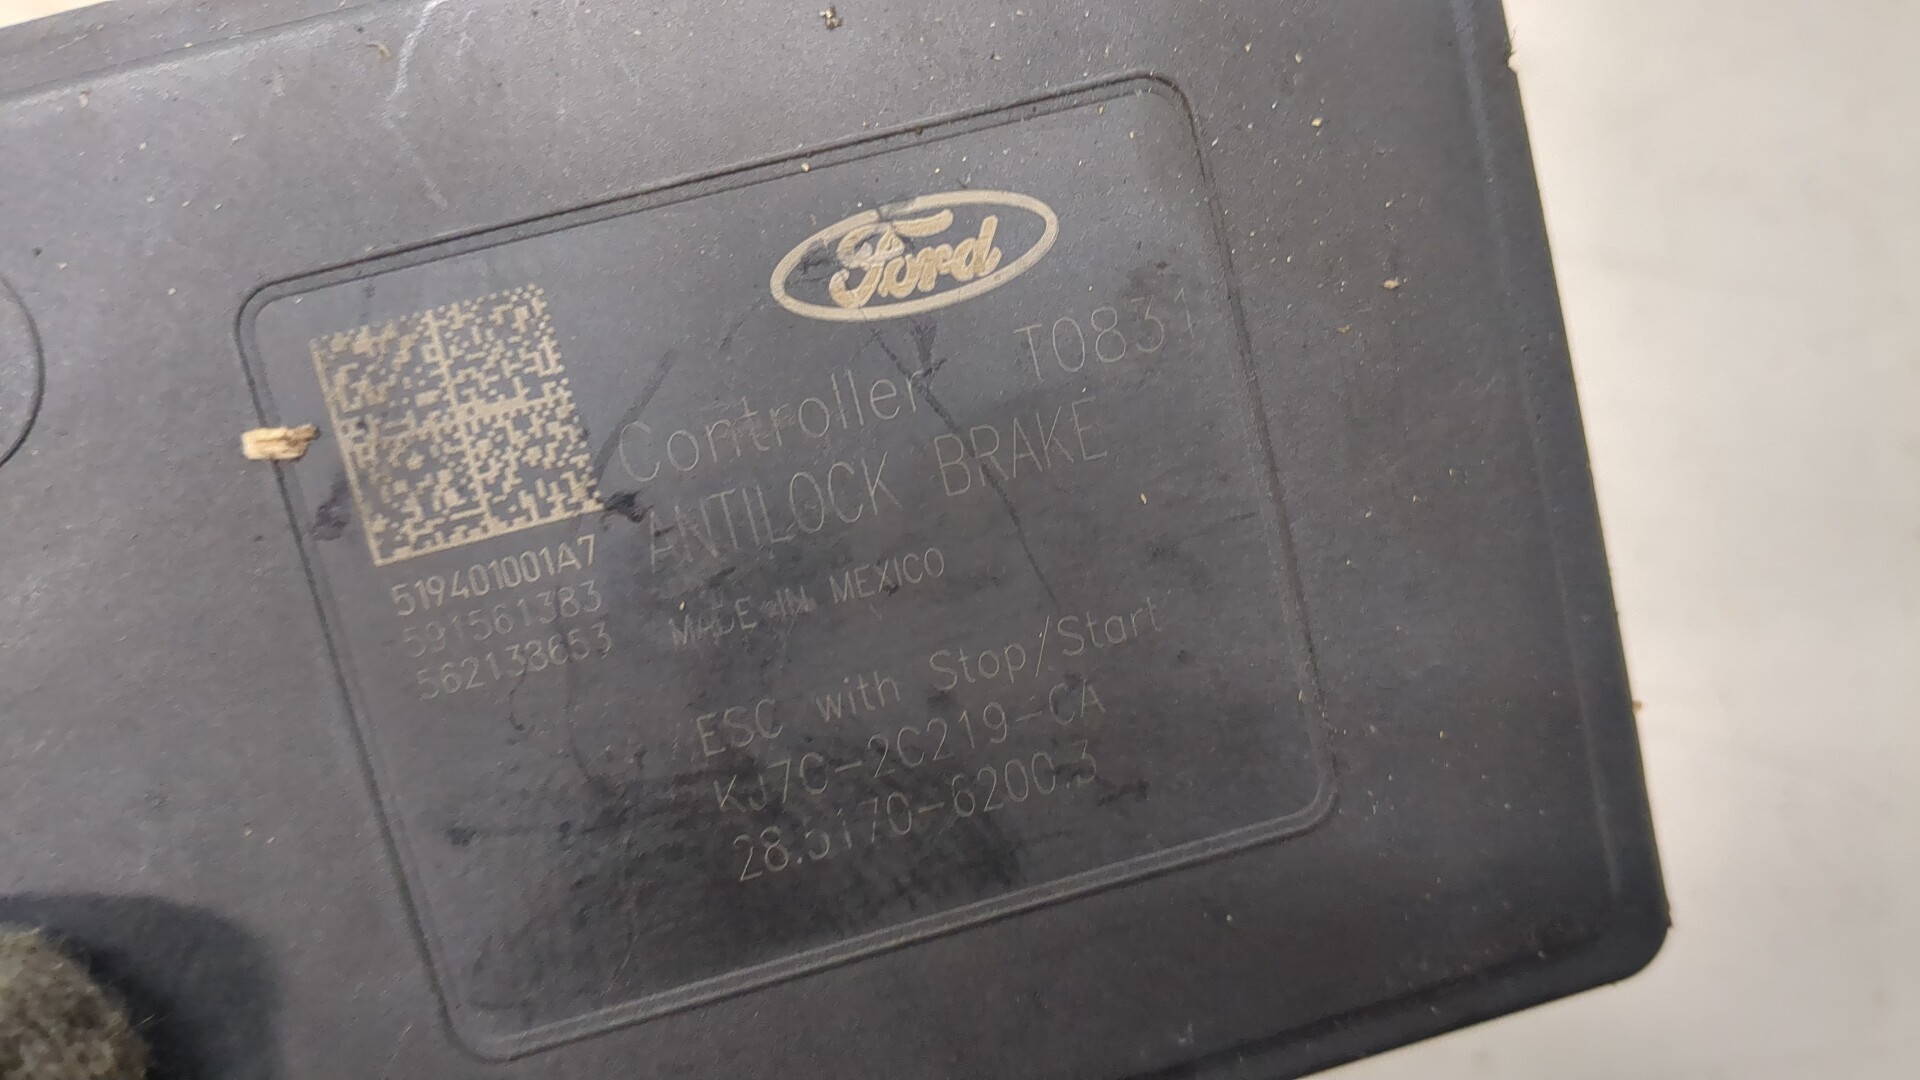 Ford
Controller T0831
ANTILOCK BRAKE
519401001A7
591561383
562138653
MADE IN MEXICO
ESC with Stop/Start
KJ7C-2C219-CA
28.5170-6200.3